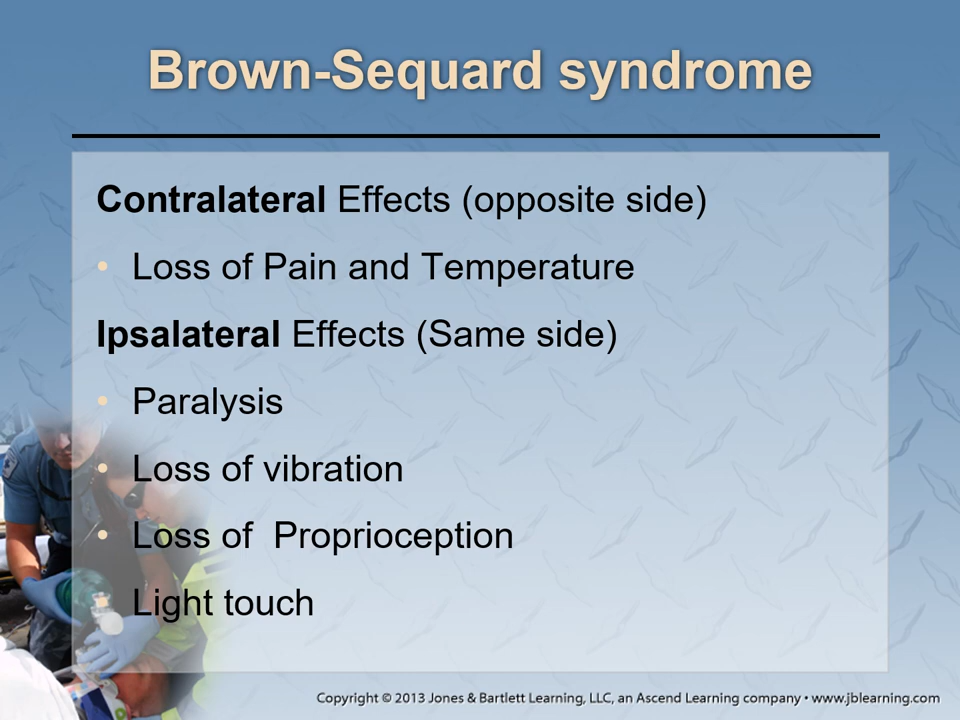 Brown-Sequard syndrome
Contralateral Effects (opposite side)
• Loss of Pain and Temperature
Ipsalateral Effects (Same side)
• Paralysis
• Loss of vibration
• Loss of  Proprioception
Light touch
Copyright © 2013 Jones & Bartlett Learning, LLC, an Ascend Learning company • www.jblearning.com